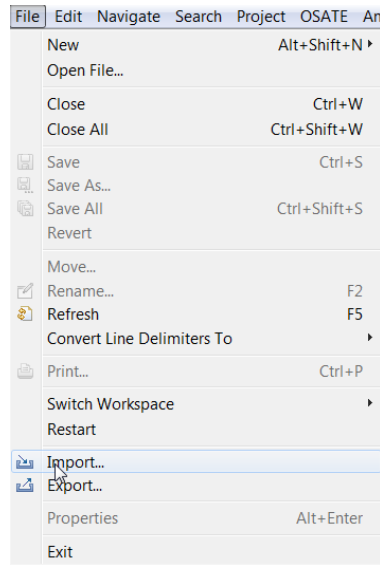 File Edit Navigate Search Project OSATE
New Alt+Shift+N
Open File...
Close Ctrl+W
Close All Ctrl+Shift+W
Save Ctrl+S
Save As...
Save All Ctrl+Shift+S
Revert
Move...
Rename... F2
Refresh F5
Convert Line Delimiters To
Print... Ctrl+P
Switch Workspace
Restart
Import...
Export...
Properties Alt+Enter
Exit